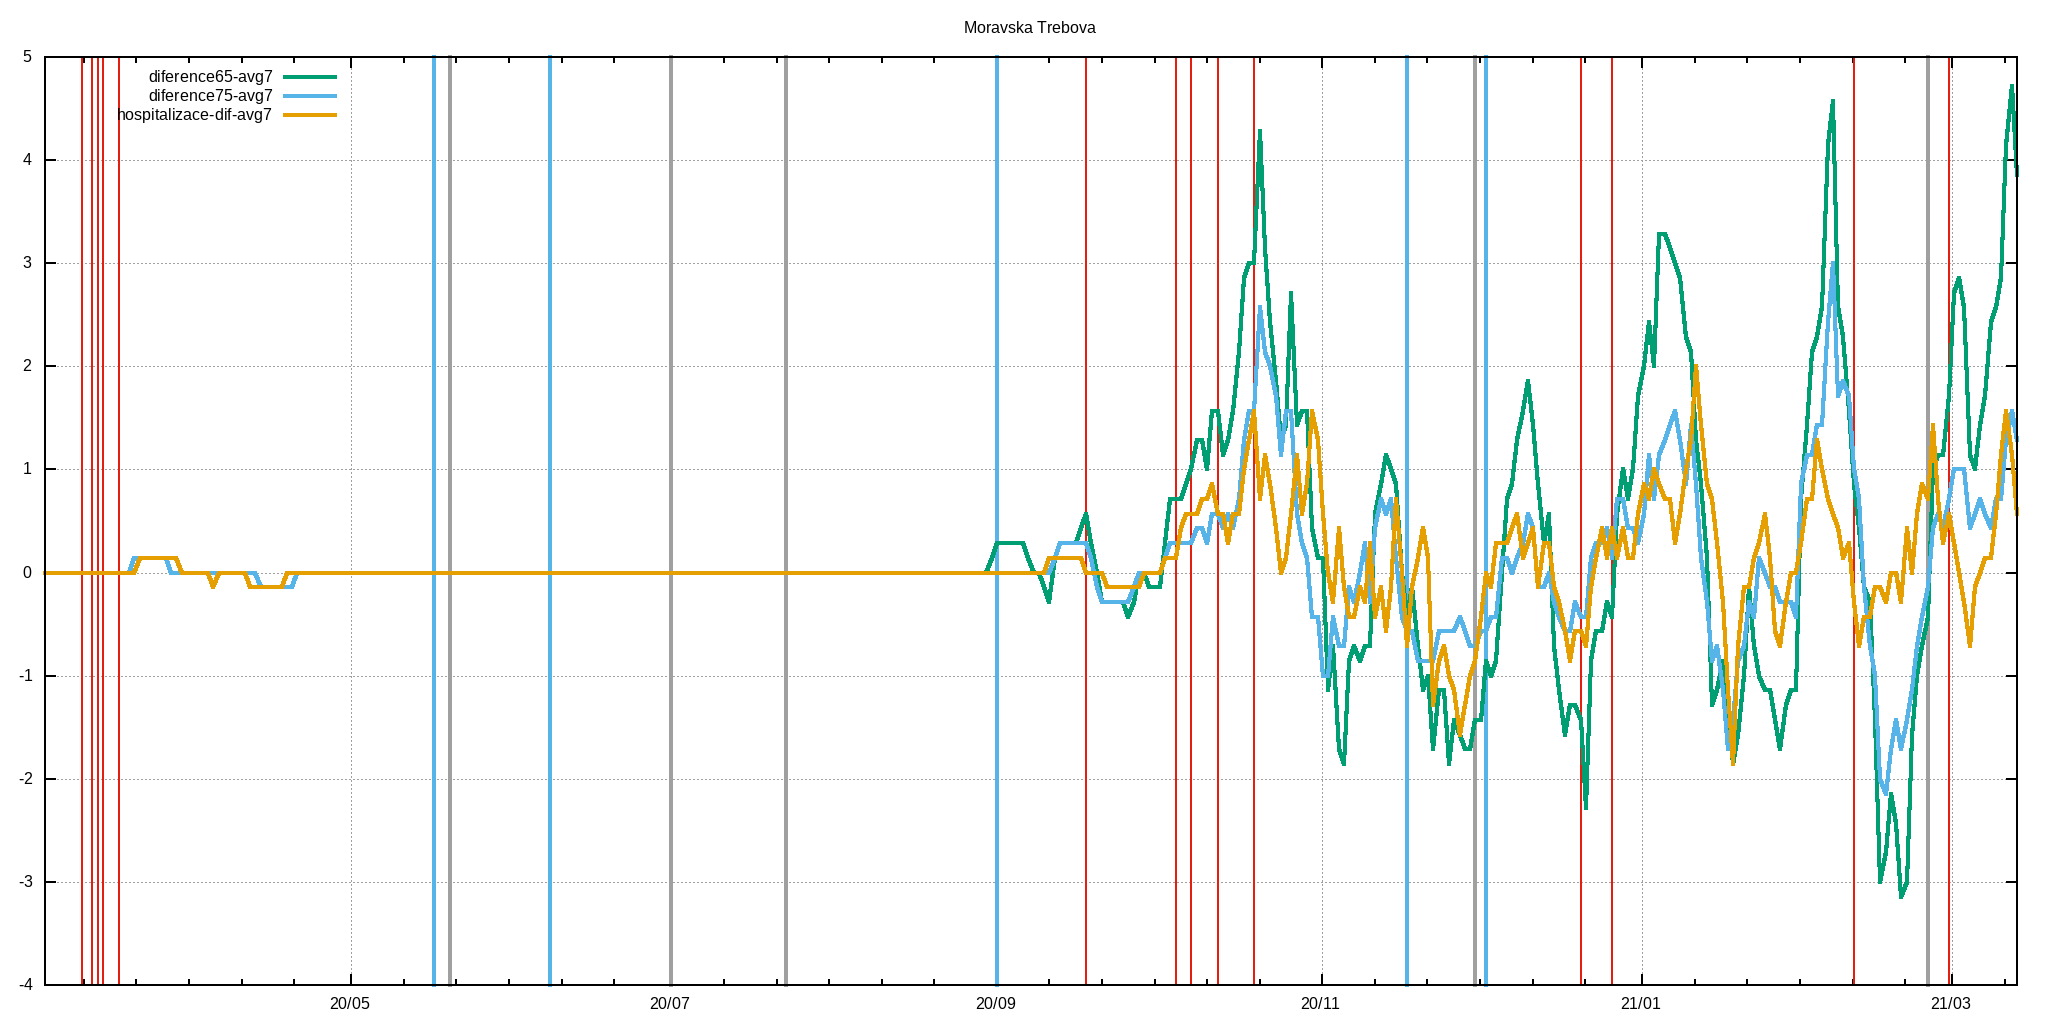 Moravska Trebova
5
diference65-avg7
diference75-avg7
hospitalizace-dif-avg7
4
3
2
1
0
-1
-2
-3
-4
20/05 20/07 20/09 20/11 21/01 21/03